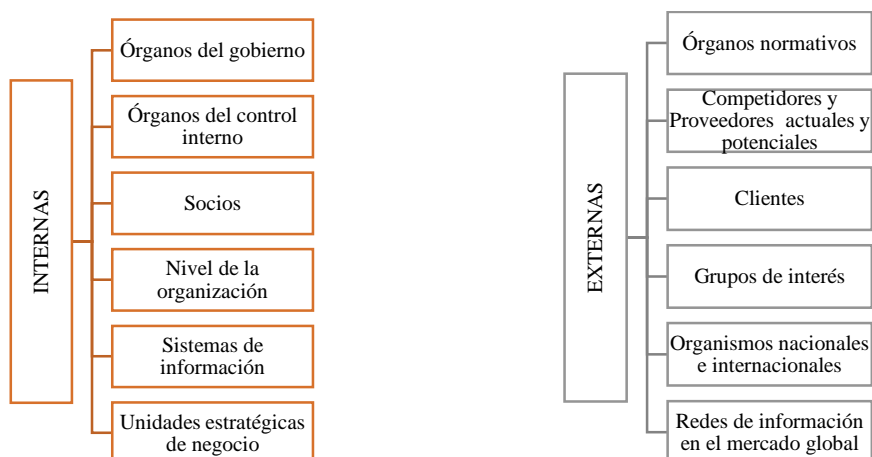 INTERNAS
Órganos del gobierno
Órganos del control
interno
Socios
Nivel de la
organización
Sistemas de
información
Unidades estratégicas
de negocio
EXTERNAS
Órganos normativos
Competidores y
Proveedores actuales y
potenciales
Clientes
Grupos de interés
Organismos nacionales
e internacionales
Redes de información
en el mercado global